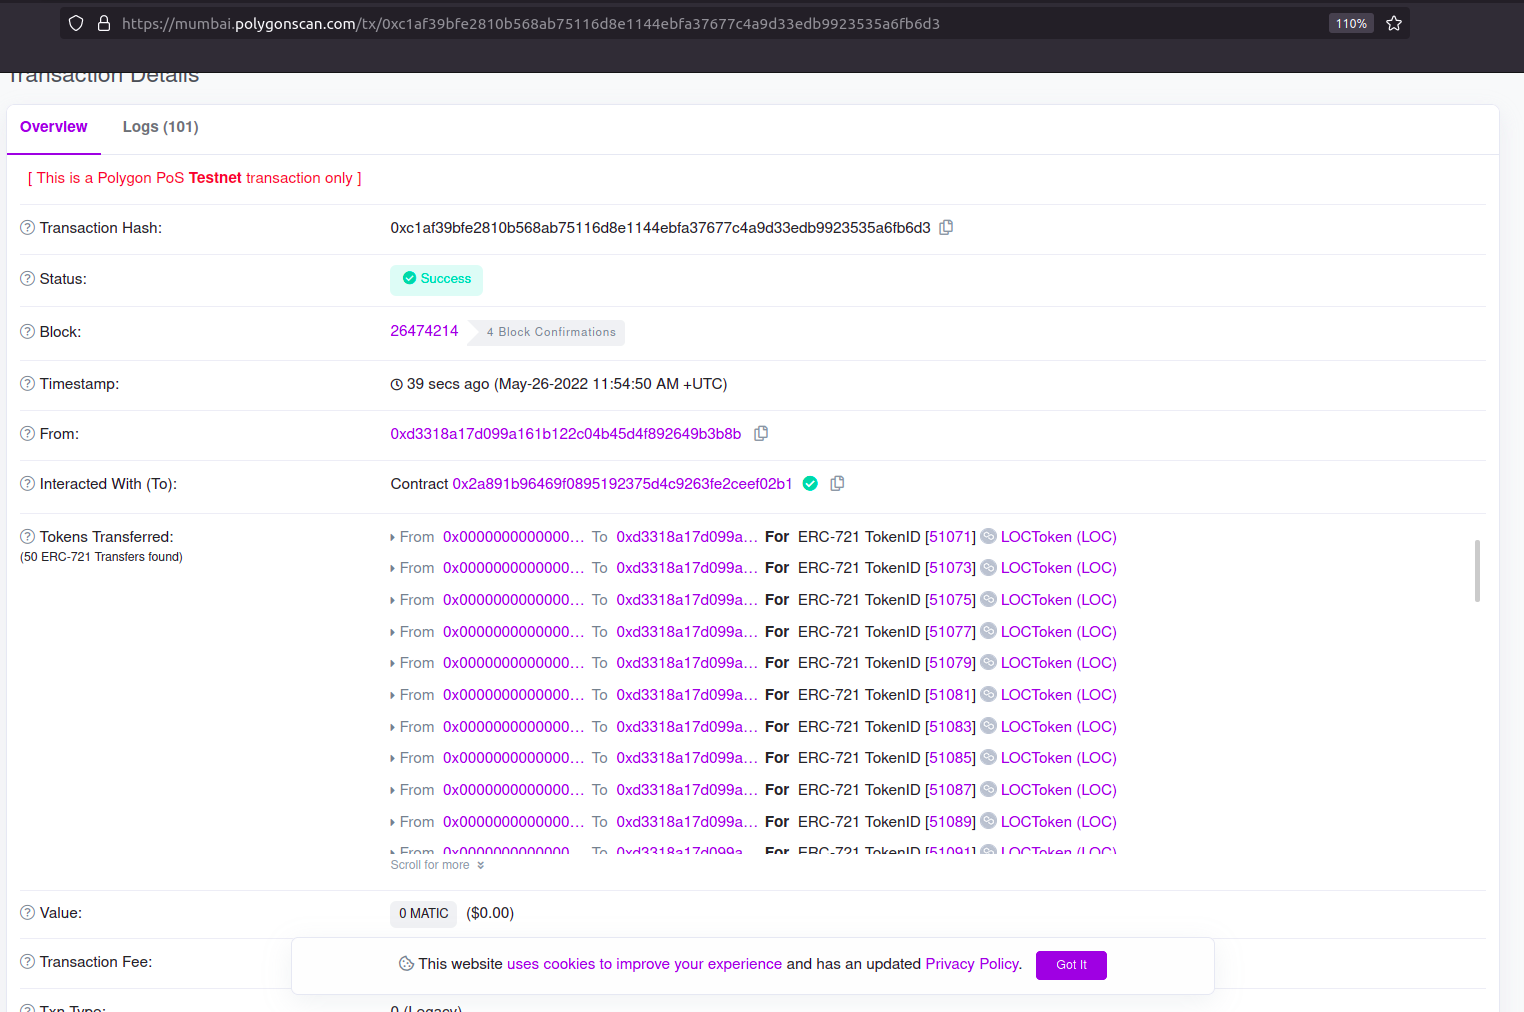 https://mumbai.polygonscan.com/tx/0xc1af39bfe2810b568ab75116d8e1144ebfa37677c4a9d33edb9923535a6fb6d3 110%
Transaction Details
Overview Logs (101)
[ This is a Polygon PoS Testnet transaction only ]
Transaction Hash: 0xc1af39bfe2810b568ab75116d8e1144ebfa37677c4a9d33edb9923535a6fb6d3
Status: Success
Block: 26474214 4 Block Confirmations
Timestamp: 39 secs ago (May-26-2022 11:54:50 AM +UTC)
From: 0xd3318a17d099a161b122c04b45d4f892649b3b8b
Interacted With (To): Contract 0x2a891b96469f0895192375d4c9263fe2ceef02b1
Tokens Transferred: From 0x0000000000000... To 0xd3318a17d099a... For ERC-721 TokenID [51071] LOCToken (LOC)
(50 ERC-721 Transfers found)
From 0x0000000000000... To 0xd3318a17d099a... For ERC-721 TokenID [51073] LOCToken (LOC)
From 0x0000000000000... To 0xd3318a17d099a... For ERC-721 TokenID [51075] LOCToken (LOC)
From 0x0000000000000... To 0xd3318a17d099a... For ERC-721 TokenID [51077] LOCToken (LOC)
From 0x0000000000000... To 0xd3318a17d099a... For ERC-721 TokenID [51079] LOCToken (LOC)
From 0x0000000000000... To 0xd3318a17d099a... For ERC-721 TokenID [51081] LOCToken (LOC)
From 0x0000000000000... To 0xd3318a17d099a... For ERC-721 TokenID [51083] LOCToken (LOC)
From 0x0000000000000... To 0xd3318a17d099a... For ERC-721 TokenID [51085] LOCToken (LOC)
From 0x0000000000000... To 0xd3318a17d099a... For ERC-721 TokenID [51087] LOCToken (LOC)
From 0x0000000000000... To 0xd3318a17d099a... For ERC-721 TokenID [51089] LOCToken (LOC)
From 0x0000000000000... To 0xd3318a17d099a... For ERC-721 TokenID [51091] LOCToken (LOC)
Scroll for more
Value: 0 MATIC ($0.00)
Transaction Fee:
This website uses cookies to improve your experience and has an updated Privacy Policy. Got It
Txn Type: 0 (Legacy)